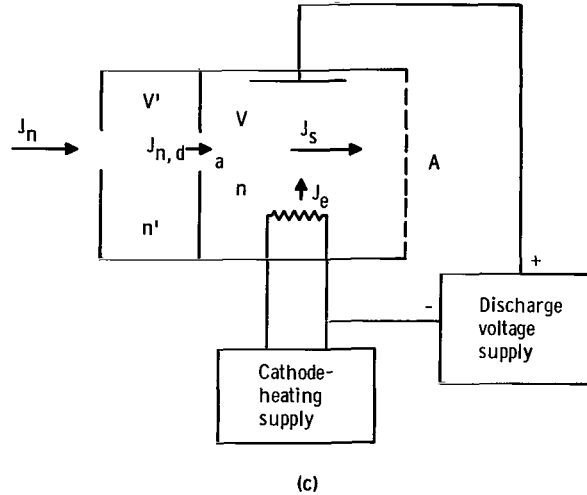 V'
V
J_n
J_n, d
a
J_s
A
n'
n
J_e
+
-
Discharge
voltage
supply
Cathode-
heating
supply
(c)